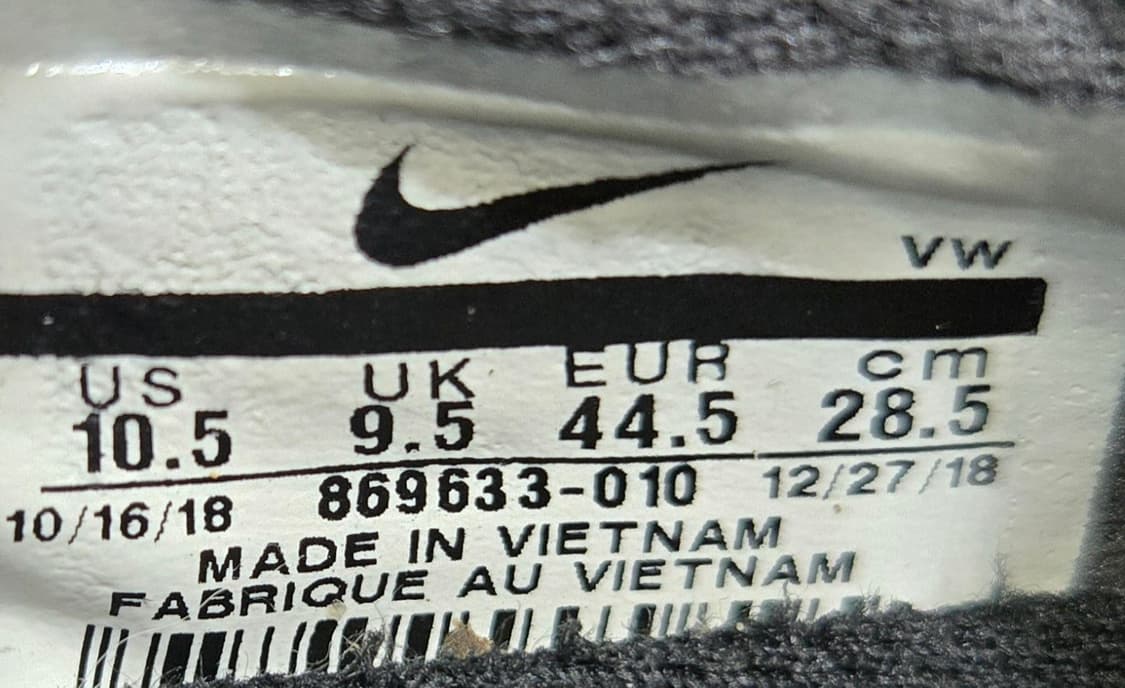 VW
US UK EUR cm
10.5 9.5 44.5 28.5
10/16/18 869633-010 12/27/18
MADE IN VIETNAM
FABRIQUE AU VIETNAM